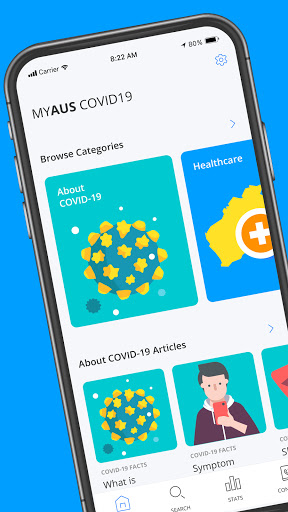 Carrier
8:22 AM
80%
MYAUS COVID19
Browse Categories
About
COVID-19
Healthcare
About COVID-19 Articles
COVID-19 FACTS
What is
COVID-19 FACTS
Symptom
SEARCH
STATS